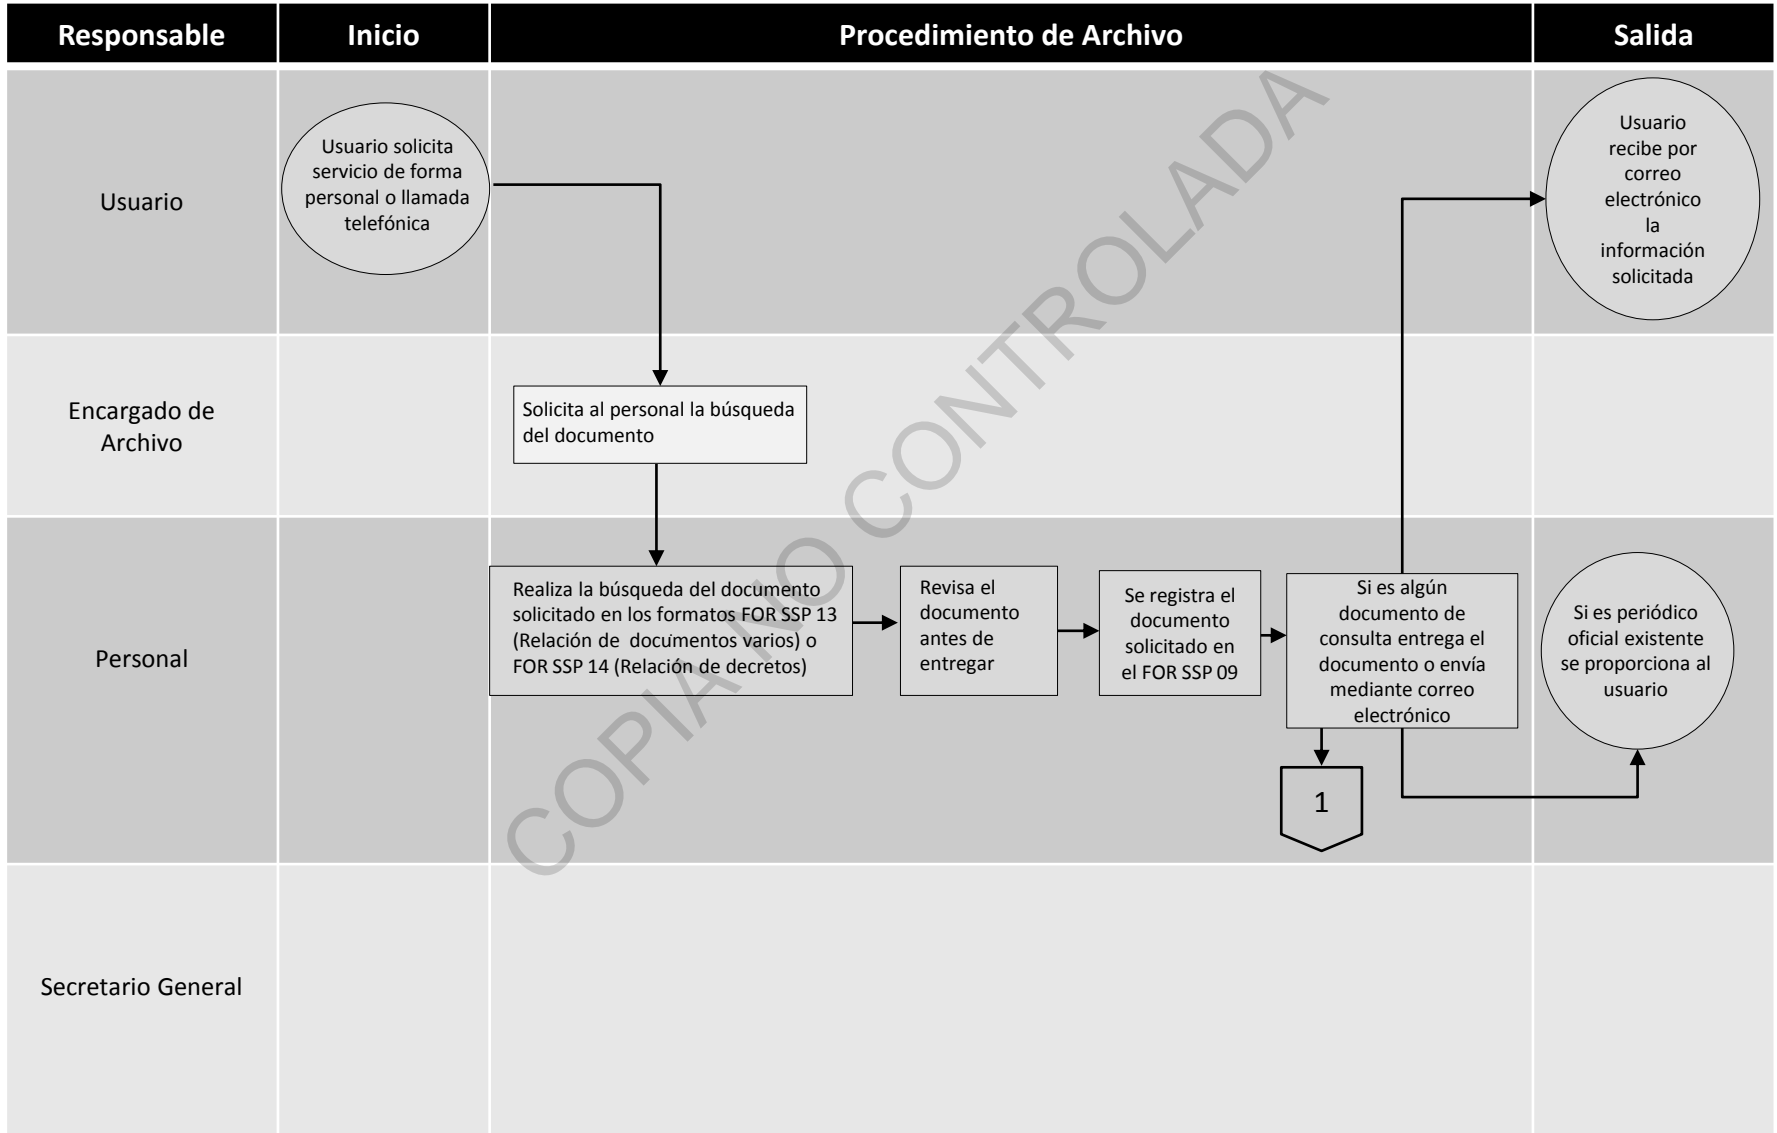 Responsable
Inicio
Procedimiento de Archivo
Salida
Usuario
Usuario solicita
servicio de forma
personal o llamada
telefónica
Usuario
recibe por
correo
electrónico
la
información
solicitada
Encargado de
Archivo
Solicita al personal la búsqueda
del documento
Personal
Realiza la búsqueda del documento
solicitado en los formatos FOR SSP 13
(Relación de documentos varios) o
FOR SSP 14 (Relación de decretos)
Revisa el
documento
antes de
entregar
Se registra el
documento
solicitado en
el FOR SSP 09
Si es algún
documento de
consulta entrega el
documento o envía
mediante correo
electrónico
Si es periódico
oficial existente
se proporciona al
usuario
1
Secretario General
COPIA NO CONTROLADA